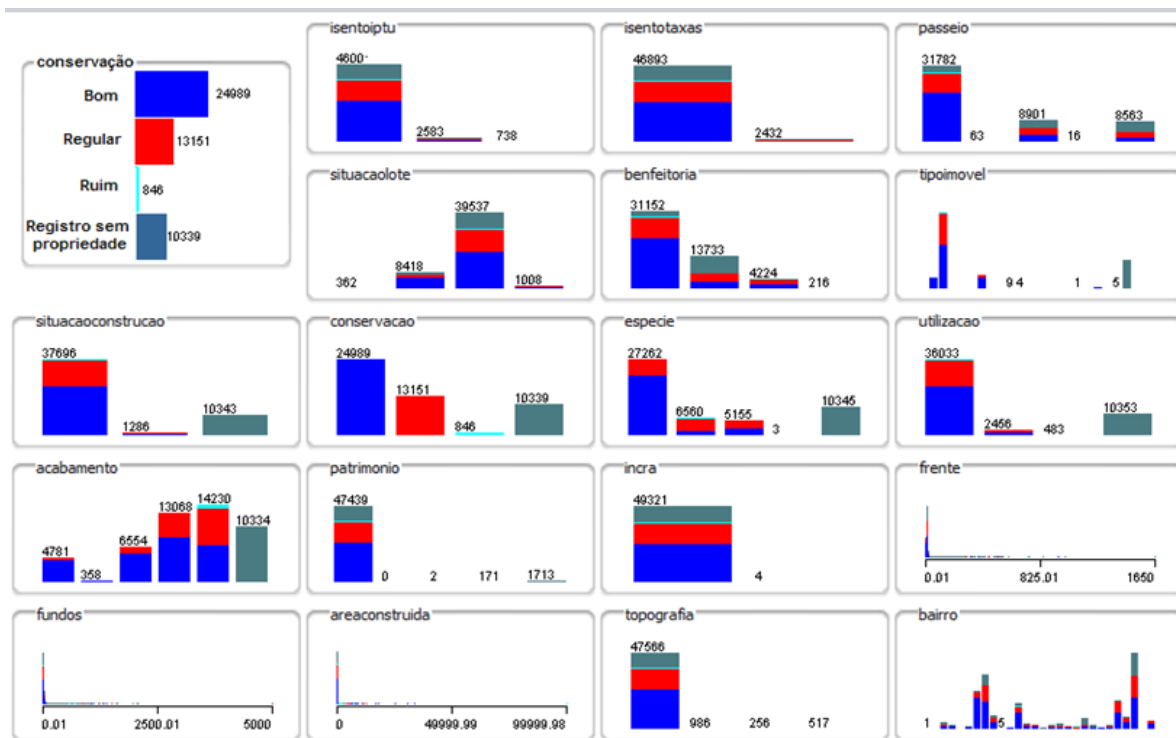 conservação
Bom
24989
Regular
13151
Ruim
846
Registro sem
propriedade
10339
isentoiptu
4600
2583
738
isentotaxas
46893
2432
passeio
31782
63
8901
16
8563
situacaolote
362
8418
39537
1008
benfeitoria
31152
13733
4224
216
tipoimovel
9 4
1
5
situacaoconstrucao
37696
1286
10343
conservacao
24989
13151
846
10339
especie
27262
6560
5155
3
10345
utilizacao
36033
2456
483
10353
acabamento
4781
358
6554
13068
14230
10334
patrimonio
47439
0
2
171
1713
incra
49321
4
frente
0.01
825.01
1650
fundos
0.01
2500.01
5000
areaconstruida
0
49999.99
99999.98
topografia
47566
986
256
517
bairro
1
5